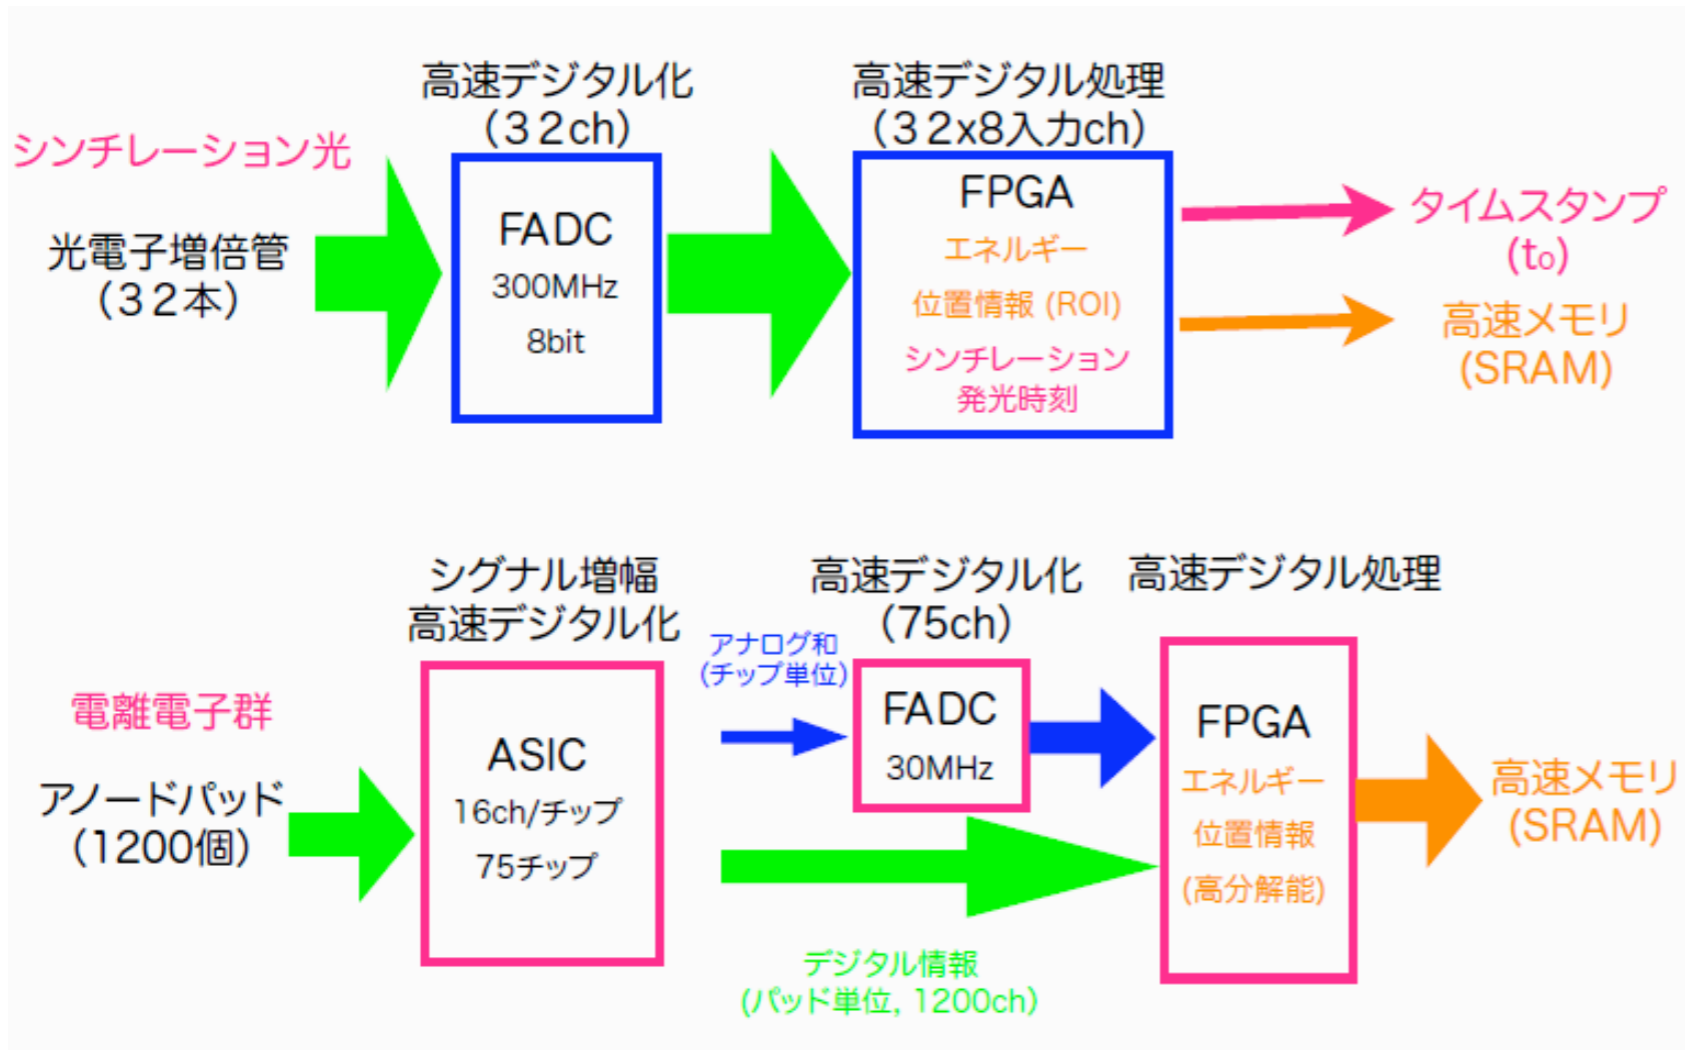 高速デジタル化
（３２ch）
高速デジタル処理
（３２x8入力ch）
シンチレーション光
光電子増倍管
（３２本）
FADC
300MHz
8bit
FPGA
エネルギー
位置情報 (ROI)
シンチレーション
発光時刻
タイムスタンプ
(t₀)
高速メモリ
(SRAM)
シグナル増幅
高速デジタル化
高速デジタル化
（75ch）
高速デジタル処理
アナログ和
（チップ単位）
電離電子群
アノードパッド
（1200個）
ASIC
16ch/チップ
75チップ
FADC
30MHz
FPGA
エネルギー
位置情報
(高分解能)
高速メモリ
(SRAM)
デジタル情報
(パッド単位, 1200ch）